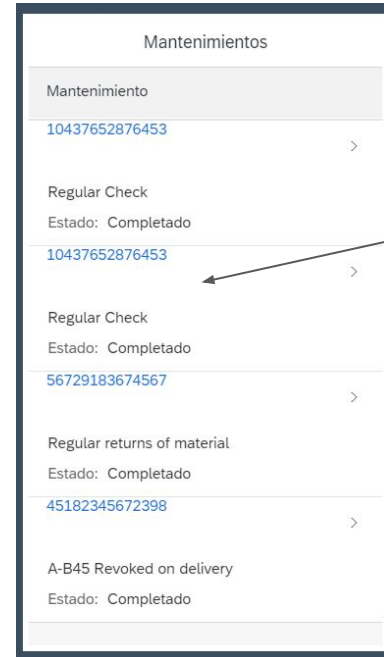 Mantenimientos
Mantenimiento
10437652876453
Regular Check
Estado: Completado
10437652876453
Regular Check
Estado: Completado
56729183674567
Regular returns of material
Estado: Completado
45182345672398
A-B45 Revoked on delivery
Estado: Completado